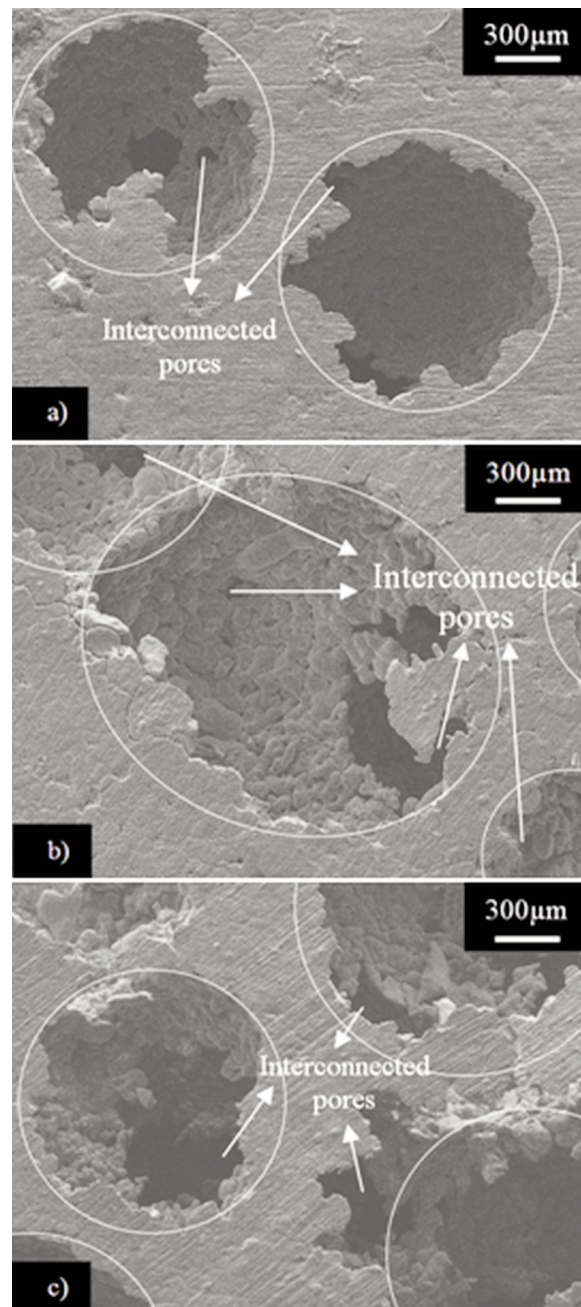 300µm
Interconnected
pores
a)
300µm
Interconnected
pores
b)
300µm
Interconnected
pores
c)